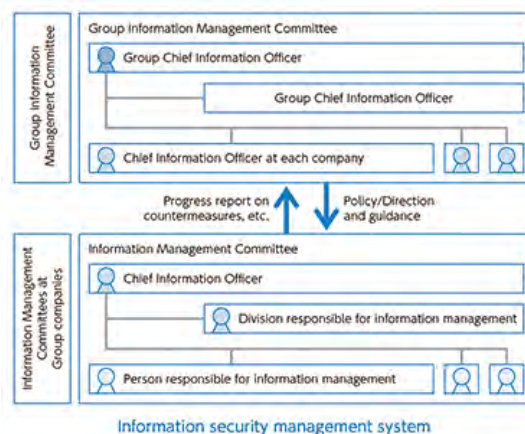 Group Information
Management Committee
Group Information Management Committee
Group Chief Information Officer
Group Chief Information Officer
Chief Information Officer at each company
Progress report on
countermeasures, etc.
Policy/Direction
and guidance
Information Management
Committees at
Group companies
Information Management Committee
Chief Information Officer
Division responsible for information management
Person responsible for information management
Information security management system